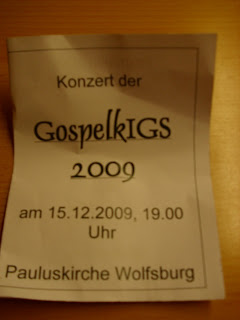 Konzert der
GospelkIGS
2009
am 15.12.2009, 19.00
Uhr
Pauluskirche Wolfsburg